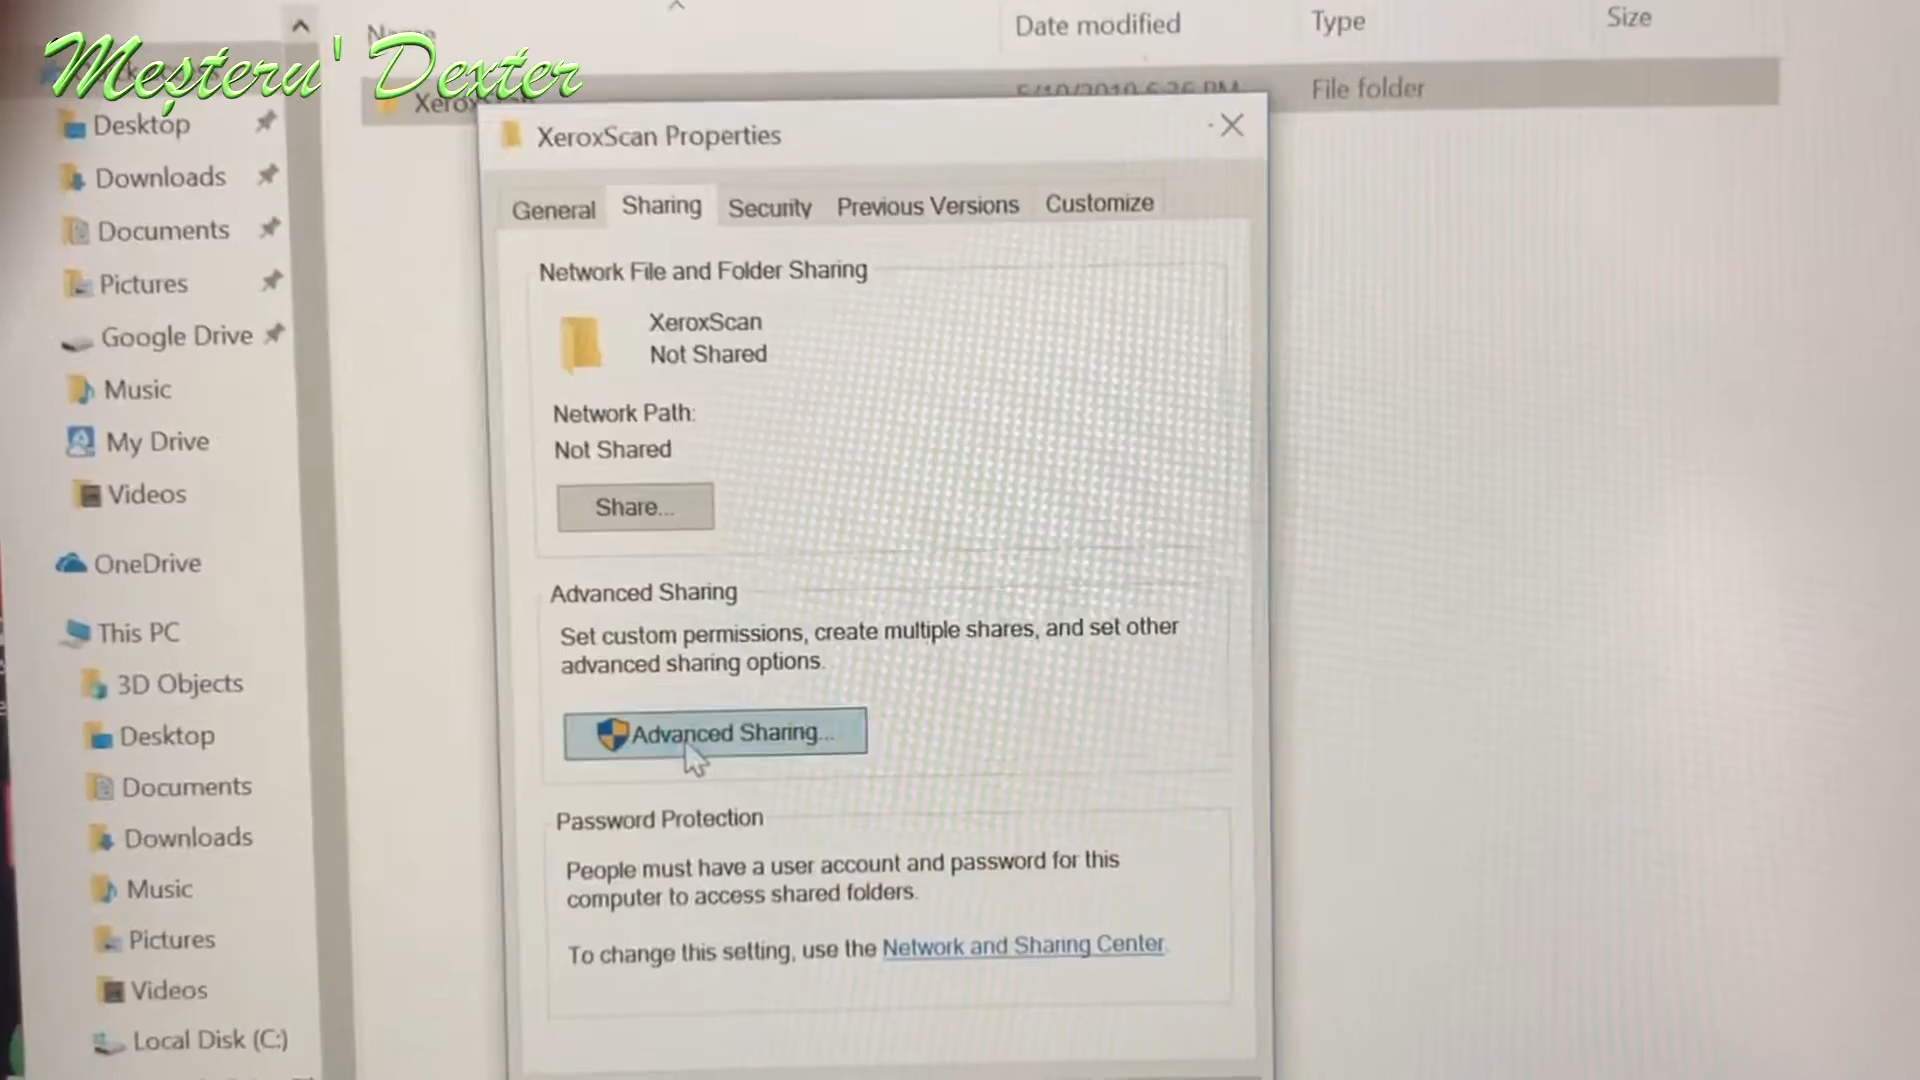 Meșteru' Dexter
Name
Date modified
Type
Size
File folder
Desktop
Downloads
Documents
Pictures
Google Drive
Music
My Drive
Videos
OneDrive
This PC
3D Objects
Desktop
Documents
Downloads
Music
Pictures
Videos
Local Disk (C:)
XeroxScan Properties
General
Sharing
Security
Previous Versions
Customize
Network File and Folder Sharing
XeroxScan
Not Shared
Network Path:
Not Shared
Share...
Advanced Sharing
Set custom permissions, create multiple shares, and set other
advanced sharing options.
Advanced Sharing...
Password Protection
People must have a user account and password for this
computer to access shared folders.
To change this setting, use the Network and Sharing Center.